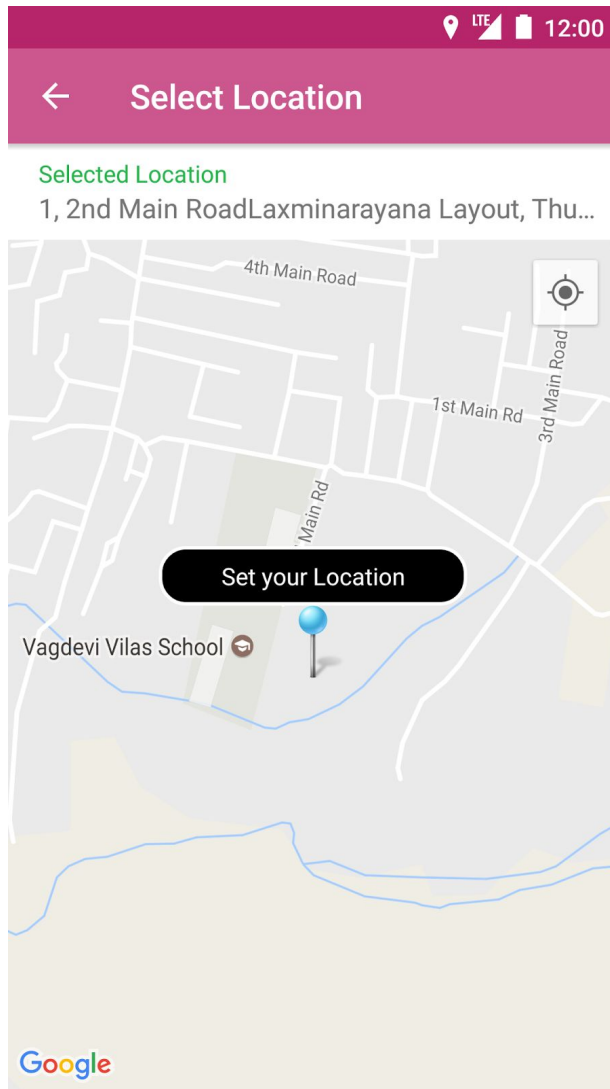 LTE 12:00
Select Location
Selected Location
1, 2nd Main RoadLaxminarayana Layout, Thu...
4th Main Road
3rd Main Road
1st Main Rd
Main Rd
Set your Location
Vagdevi Vilas School
Google